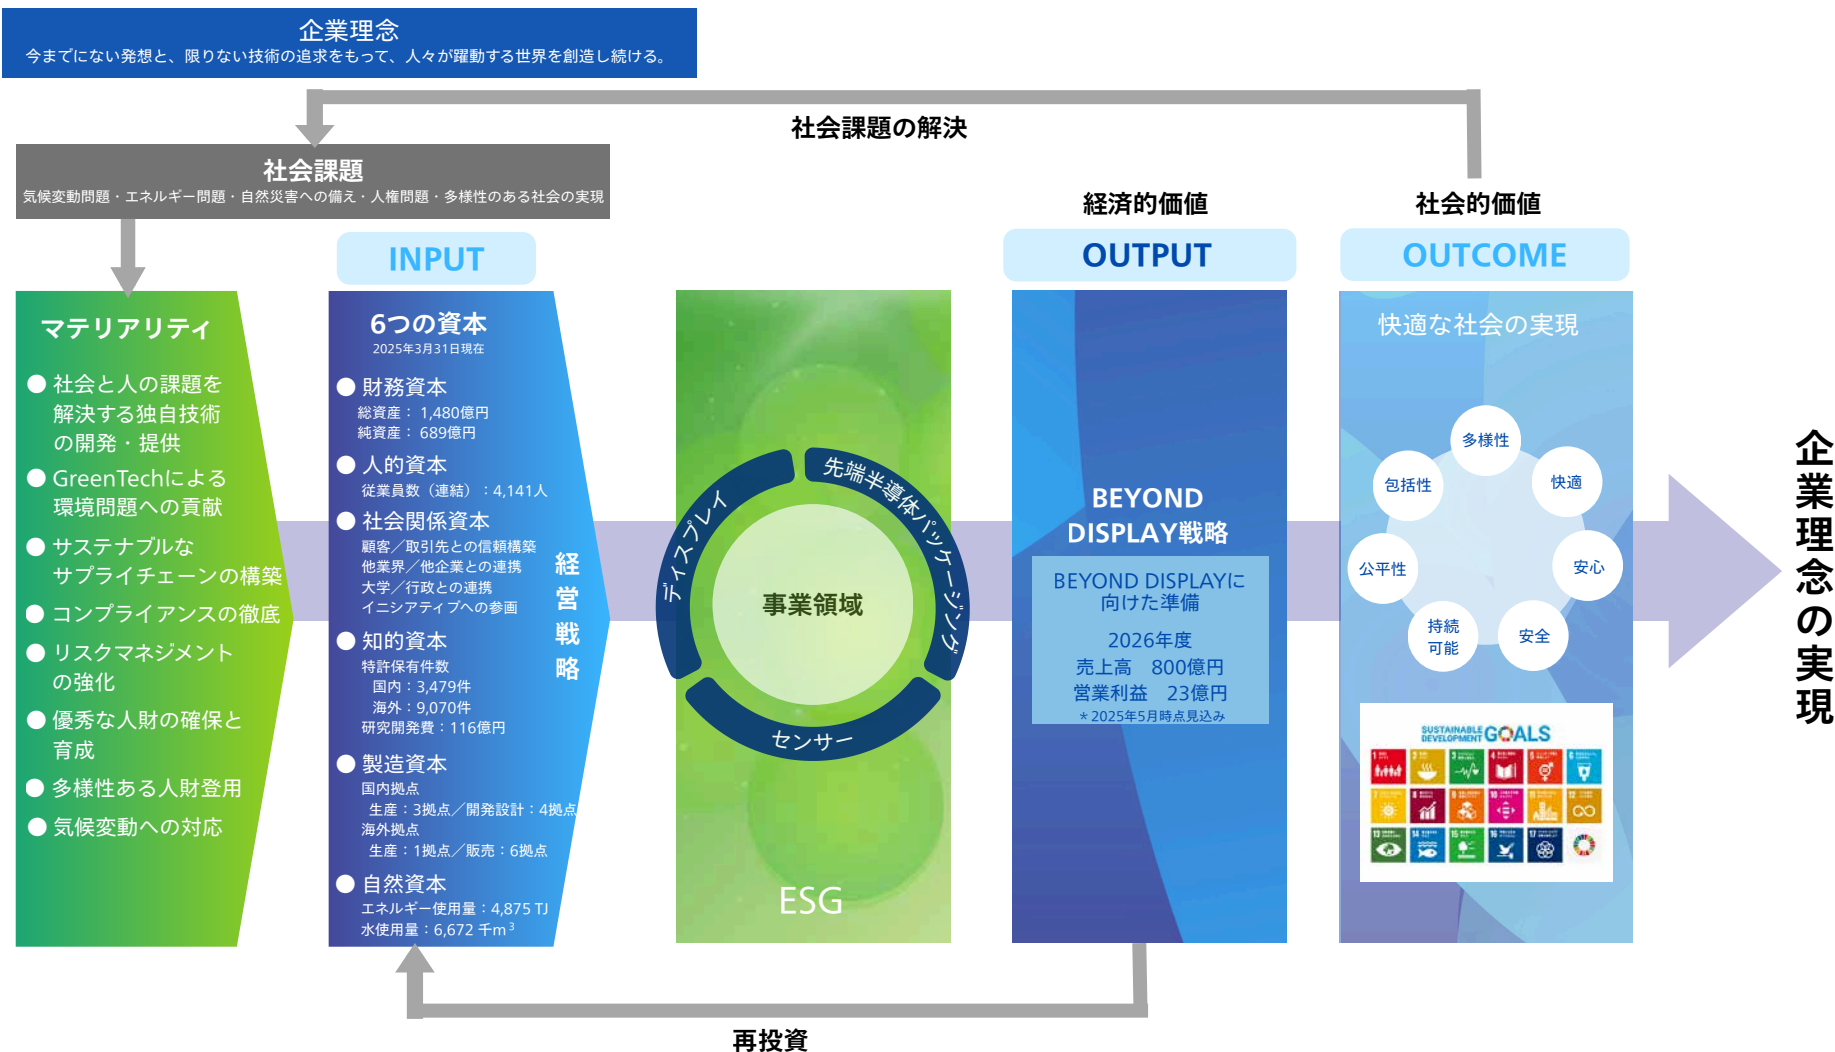 企業理念
今までにない発想と、限りない技術の追求をもって、人々が躍動する世界を創造し続ける。
社会課題の解決
社会課題
気候変動問題・エネルギー問題・自然災害への備え・人権問題・多様性のある社会の実現
マテリアリティ
● 社会と人の課題を
解決する独自技術
の開発・提供
● GreenTechによる
環境問題への貢献
● サステナブルな
サプライチェーンの構築
● コンプライアンスの徹底
● リスクマネジメント
の強化
● 優秀な人財の確保と
育成
● 多様性ある人財登用
● 気候変動への対応
INPUT
6つの資本
2025年3月31日現在
● 財務資本
総資産： 1,480億円
純資産： 689億円
● 人的資本
従業員数（連結）：4,141人
● 社会関係資本
顧客／取引先との信頼構築
他業界／他企業との連携
大学／行政との連携
イニシアティブへの参画
● 知的資本
特許保有件数
国内：3,479件
海外：9,070件
研究開発費：116億円
● 製造資本
国内拠点
生産：3拠点／開発設計：4拠点
海外拠点
生産：1拠点／販売：6拠点
● 自然資本
エネルギー使用量：4,875 TJ
水使用量：6,672 千m³
経営戦略
ディスプレイ
先端半導体パッケージング
センサー
事業領域
ESG
経済的価値
OUTPUT
BEYOND
DISPLAY戦略
BEYOND DISPLAYに
向けた準備
2026年度
売上高　800億円
営業利益　23億円
＊2025年5月時点見込み
社会的価値
OUTCOME
快適な社会の実現
多様性
快適
安心
安全
持続
可能
公平性
包括性
SUSTAINABLE
DEVELOPMENT GOALS
1
2
3
4
5
6
7
8
9
10
11
12
13
14
15
16
17
企業理念の実現
再投資